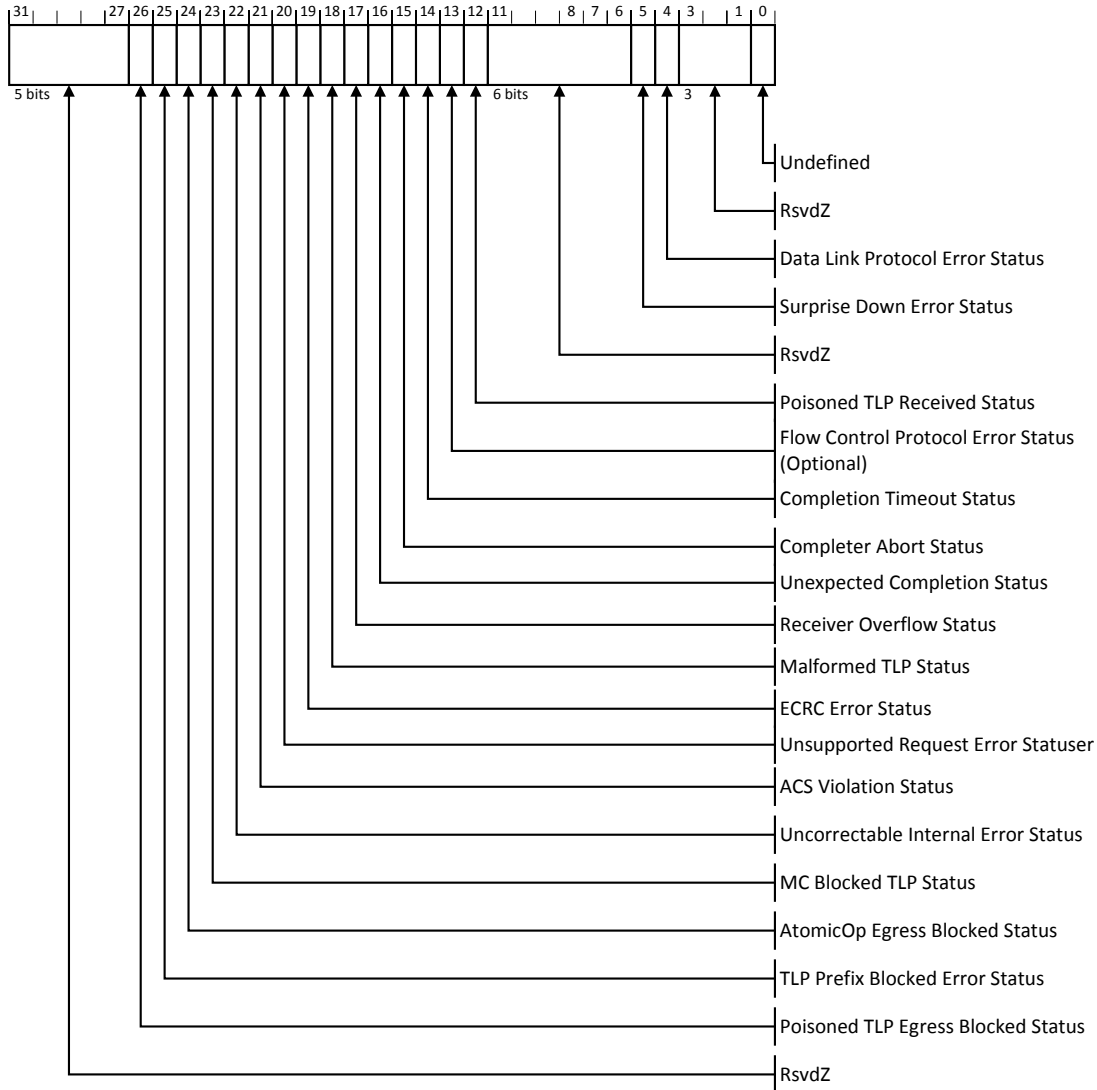 31 27 26 25 24 23 22 21 20 19 18 17 16 15 14 13 12 11 8 7 6 5 4 3 1 0
5 bits 6 bits 3
Undefined
RsvdZ
Data Link Protocol Error Status
Surprise Down Error Status
RsvdZ
Poisoned TLP Received Status
Flow Control Protocol Error Status
(Optional)
Completion Timeout Status
Completer Abort Status
Unexpected Completion Status
Receiver Overflow Status
Malformed TLP Status
ECRC Error Status
Unsupported Request Error Statuser
ACS Violation Status
Uncorrectable Internal Error Status
MC Blocked TLP Status
AtomicOp Egress Blocked Status
TLP Prefix Blocked Error Status
Poisoned TLP Egress Blocked Status
RsvdZ